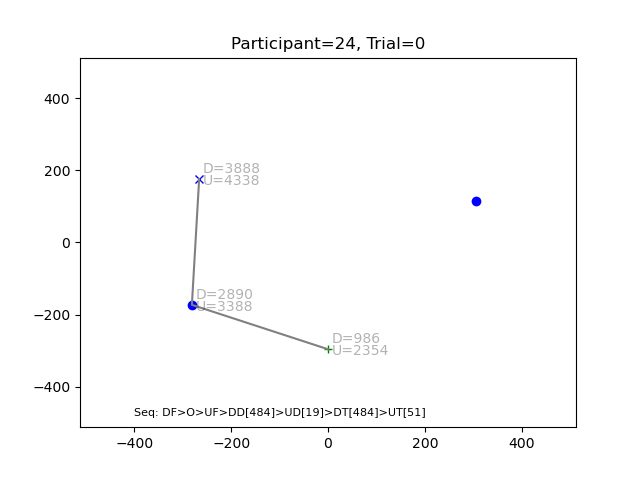 Participant=24, Trial=0
400
200
0
−200
−400
D=3888
U=4338
D=2890
U=3388
D=986
U=2354
Seq: DF>O>UF>DD[484]>UD[19]>DT[484]>UT[51]
−400
−200
0
200
400